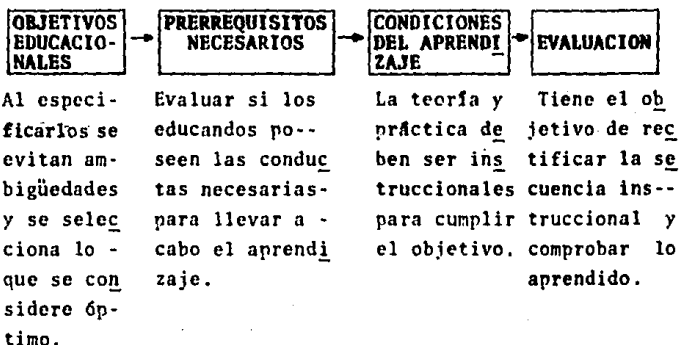 OBJETIVOS
EDUCACIO-
NALES
PRERREQUISITOS
NECESARIOS
CONDICIONES
DEL APRENDI
ZAJE
EVALUACION
Al especi-
ficarlos se
evitan am-
bigüedades
y se selec
ciona lo -
que se con
sidere óp-
timo.
Evaluar si los
educandos po--
seen las conduc
tas necesarias-
para llevar a -
cabo el aprendi
zaje.
La teoría y
práctica de
ben ser ins
truccionales
para cumplir
el objetivo.
Tiene el ob
jetivo de rec
tificar la se
cuencia ins--
truccional y
comprobar lo
aprendido.